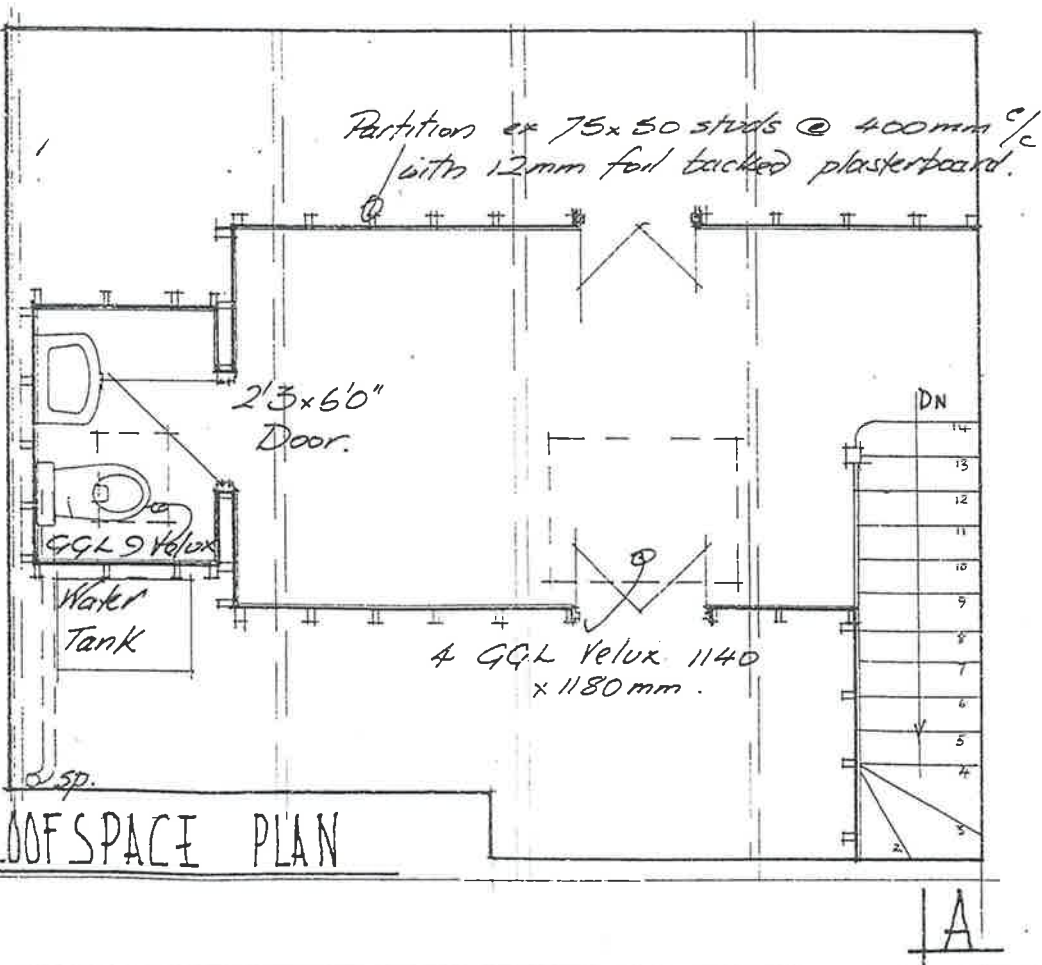 Partition ex 75x50 studs @ 400mm c/c
with 12mm foil backed plasterboard.
2'3x6'0"
Door.
DN
14
13
12
11
10
9
8
7
6
5
4
3
2
GGL 9 Velux
Water
Tank
4 GGL Velux 1140
x 1180mm.
sp.
OOFSPACE PLAN
A